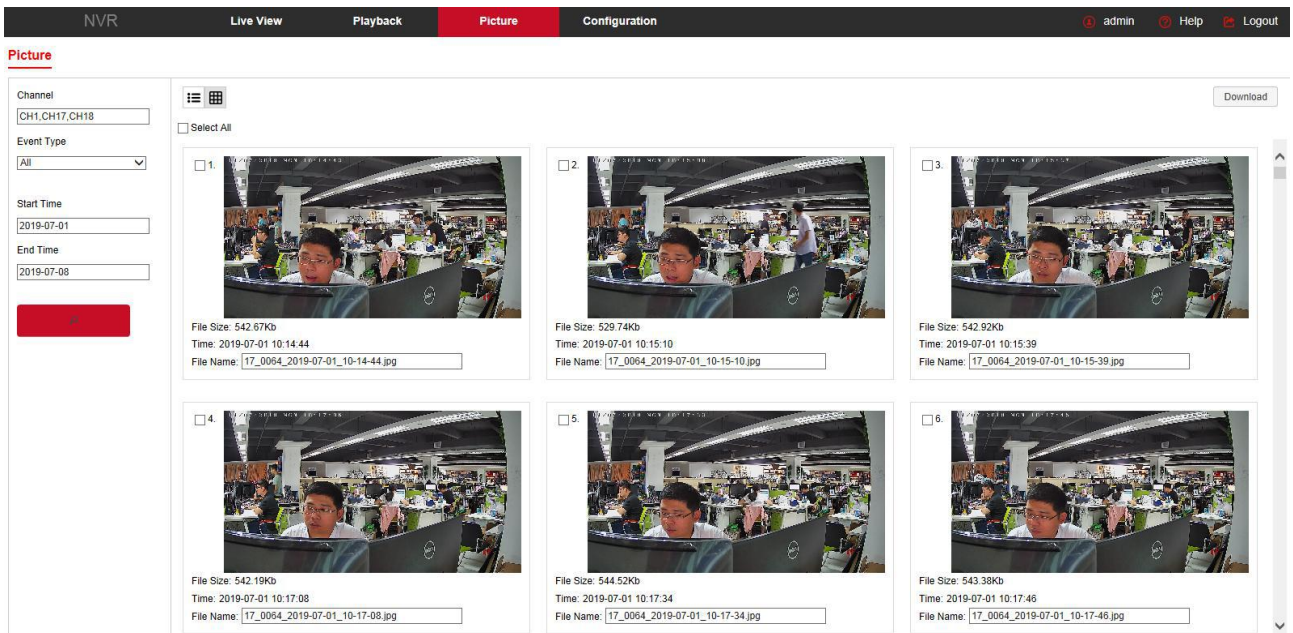 NVR Live View Playback Picture Configuration admin Help Logout
Picture
Channel
CH1,CH17,CH18
Event Type
All
Start Time
2019-07-01
End Time
2019-07-08
Download
Select All
1.
File Size: 542.67Kb
Time: 2019-07-01 10:14:44
File Name: 17_0064_2019-07-01_10-14-44.jpg
2.
File Size: 529.74Kb
Time: 2019-07-01 10:15:10
File Name: 17_0064_2019-07-01_10-15-10.jpg
3.
File Size: 542.92Kb
Time: 2019-07-01 10:15:39
File Name: 17_0064_2019-07-01_10-15-39.jpg
4.
File Size: 542.19Kb
Time: 2019-07-01 10:17:08
File Name: 17_0064_2019-07-01_10-17-08.jpg
5.
File Size: 544.52Kb
Time: 2019-07-01 10:17:34
File Name: 17_0064_2019-07-01_10-17-34.jpg
6.
File Size: 543.38Kb
Time: 2019-07-01 10:17:46
File Name: 17_0064_2019-07-01_10-17-46.jpg